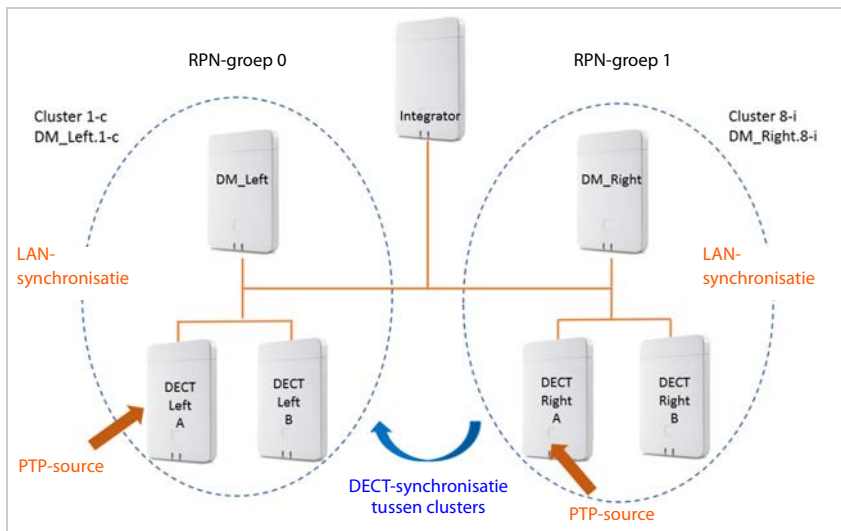 RPN-groep 0
RPN-groep 1
Integrator
Cluster 1-c
DM_Left.1-c
Cluster 8-i
DM_Right.8-i
DM_Left
DM_Right
LAN-
synchronisatie
LAN-
synchronisatie
DECT
Left
A
DECT
Left
B
DECT
Right
A
DECT
Right
B
PTP-source
DECT-synchronisatie
tussen clusters
PTP-source